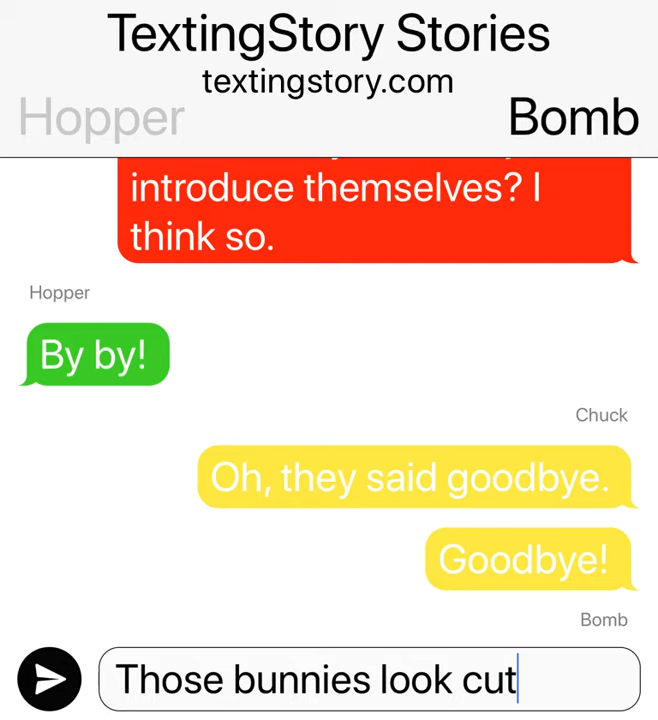 TextingStory Stories
textingstory.com
Hopper Bomb
introduce themselves? I
think so.
Hopper
By by!
Chuck
Oh, they said goodbye.
Goodbye!
Bomb
Those bunnies look cut